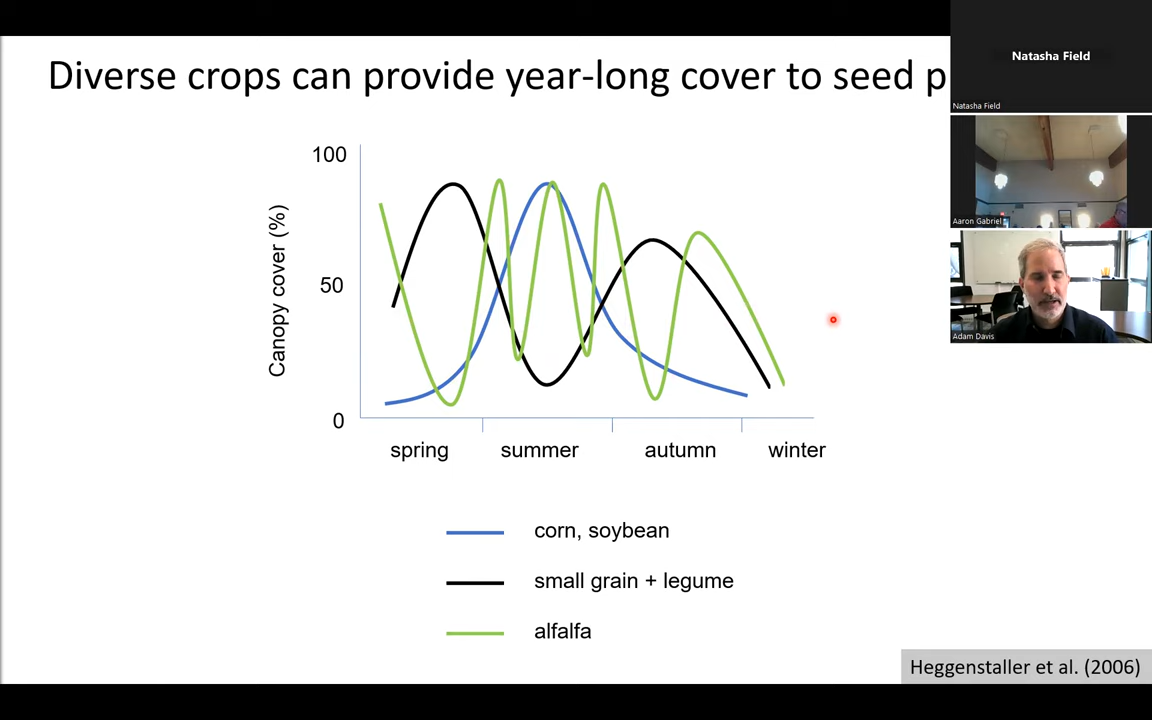 Diverse crops can provide year-long cover to seed p
Natasha Field
Natasha Field
Aaron Gabriel
Adam Davis
100
50
0
Canopy cover (%)
spring summer autumn winter
corn, soybean
small grain + legume
alfalfa
Heggenstaller et al. (2006)